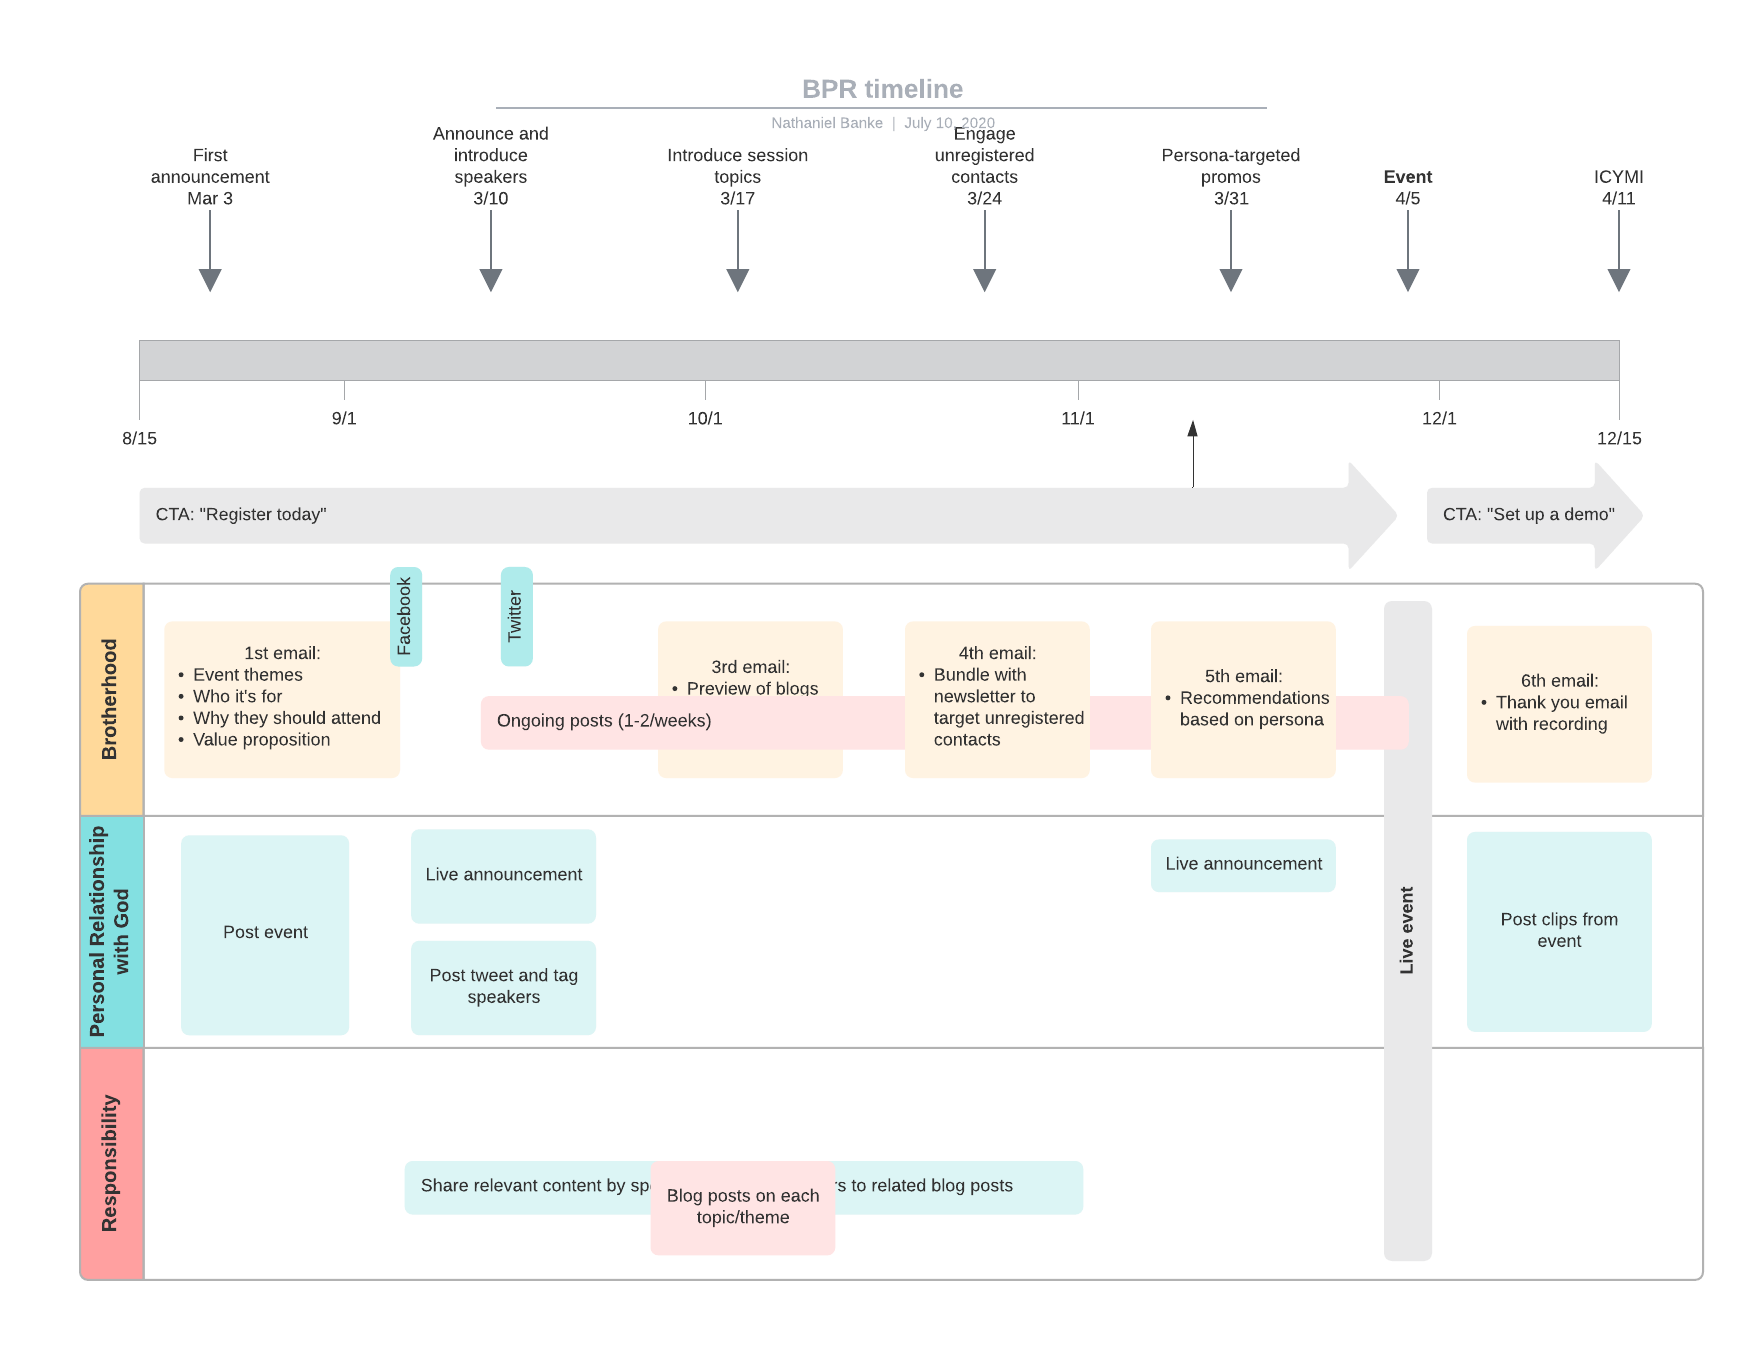 BPR timeline
Nathaniel Banke | July 10, 2020
First
announcement
Mar 3
Announce and
introduce
speakers
3/10
Introduce session
topics
3/17
Engage
unregistered
contacts
3/24
Persona-targeted
promos
3/31
Event
4/5
ICYMI
4/11
8/15
9/1
10/1
11/1
12/1
12/15
CTA: "Register today"
CTA: "Set up a demo"
Facebook
Twitter
Brotherhood
1st email:
• Event themes
• Who it's for
• Why they should attend
• Value proposition
3rd email:
• Preview of blogs
Ongoing posts (1-2/weeks)
4th email:
• Bundle with
newsletter to
target unregistered
contacts
5th email:
• Recommendations
based on persona
6th email:
• Thank you email
with recording
Personal Relationship
with God
Post event
Live announcement
Post tweet and tag
speakers
Live announcement
Live event
Post clips from
event
Responsibility
Share relevant content by
to related blog posts
Blog posts on each
topic/theme